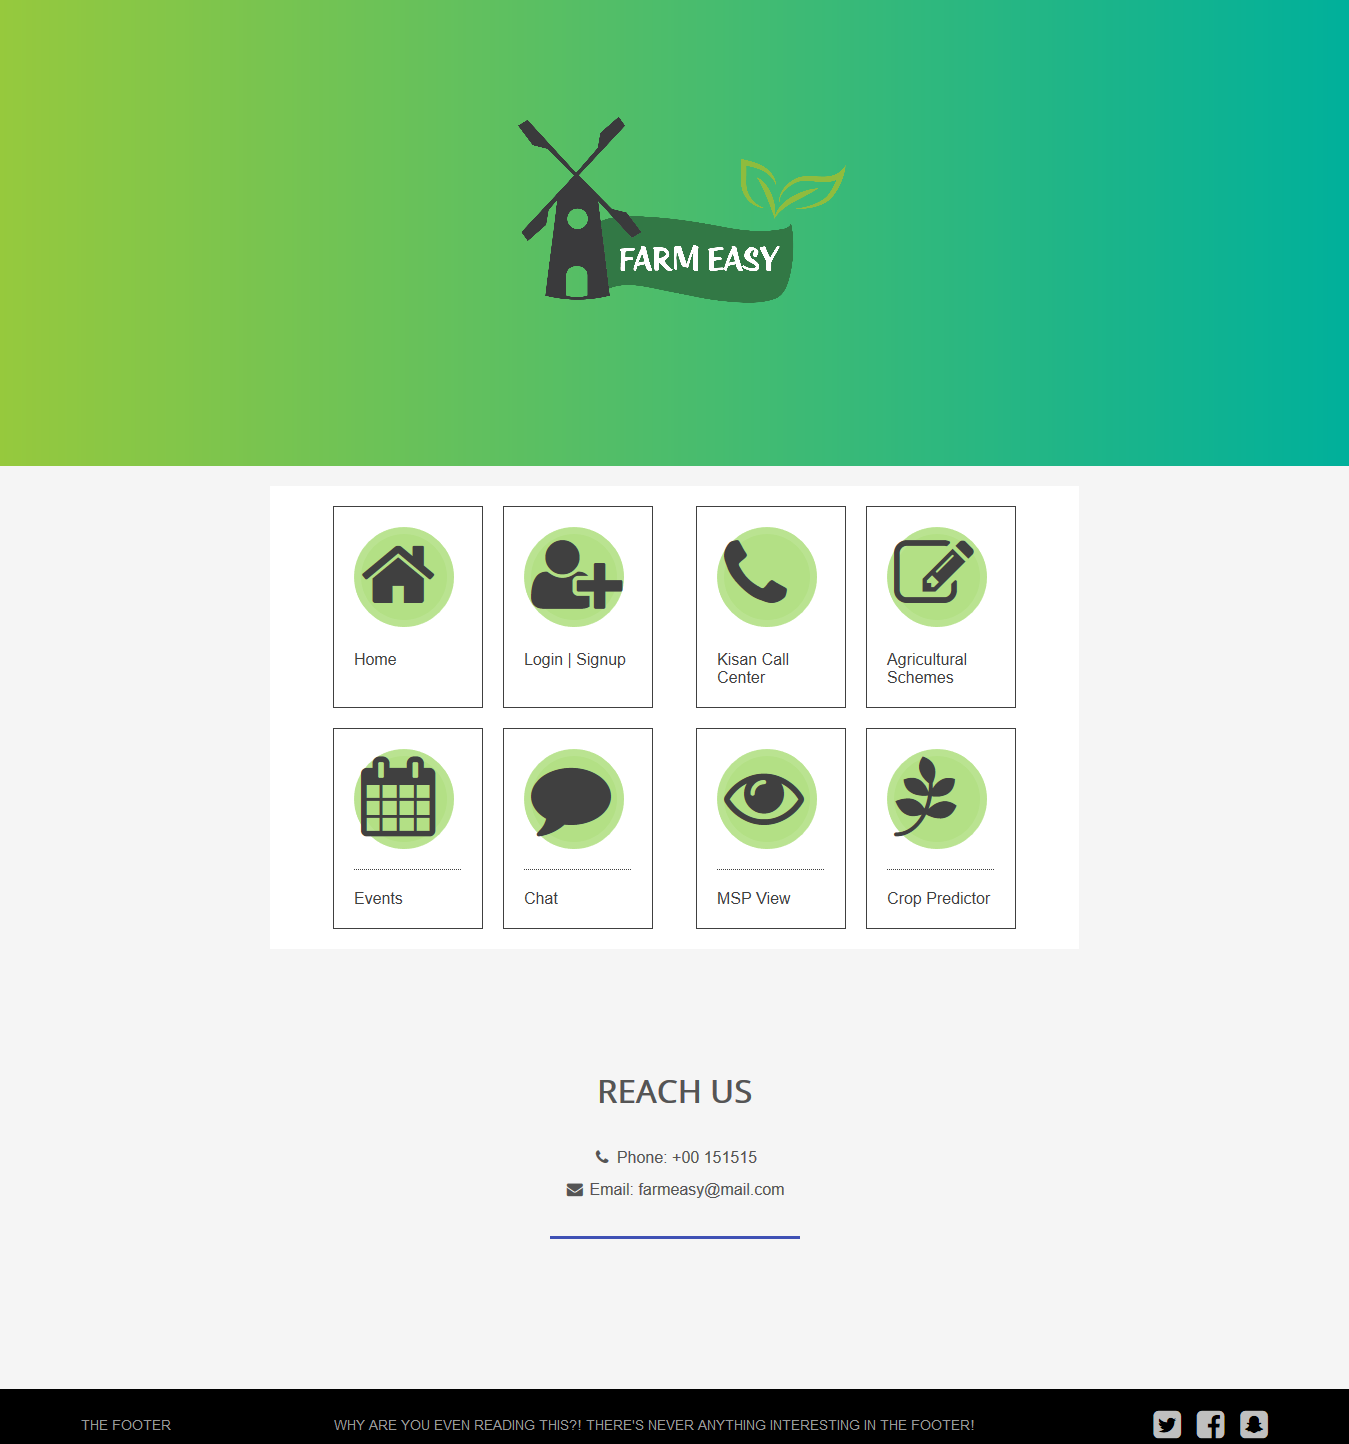 FARM EASY
Home
Login | Signup
Kisan Call
Center
Agricultural
Schemes
Events
Chat
MSP View
Crop Predictor
REACH US
Phone: +00 151515
Email: farmeasy@mail.com
THE FOOTER
WHY ARE YOU EVEN READING THIS?! THERE'S NEVER ANYTHING INTERESTING IN THE FOOTER!